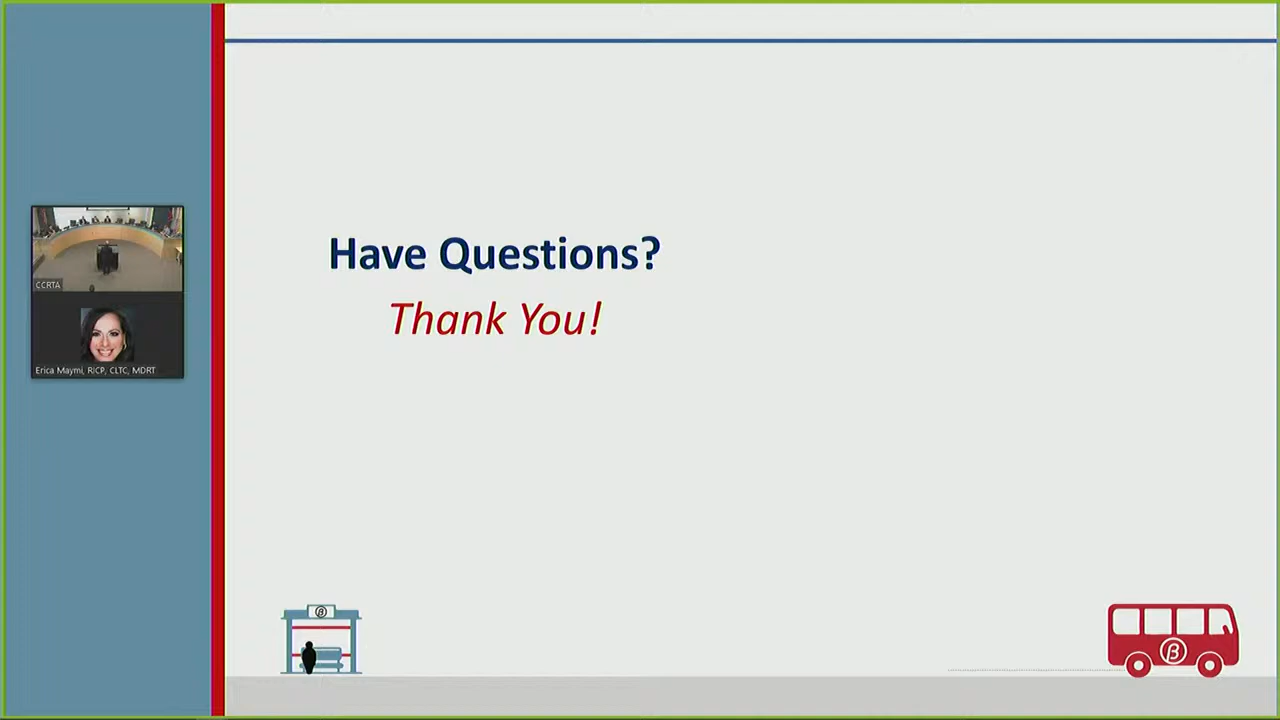 Have Questions?
Thank You!
CCRTA
Erica Maymi, RICP, CLTC, MDRT
β
β